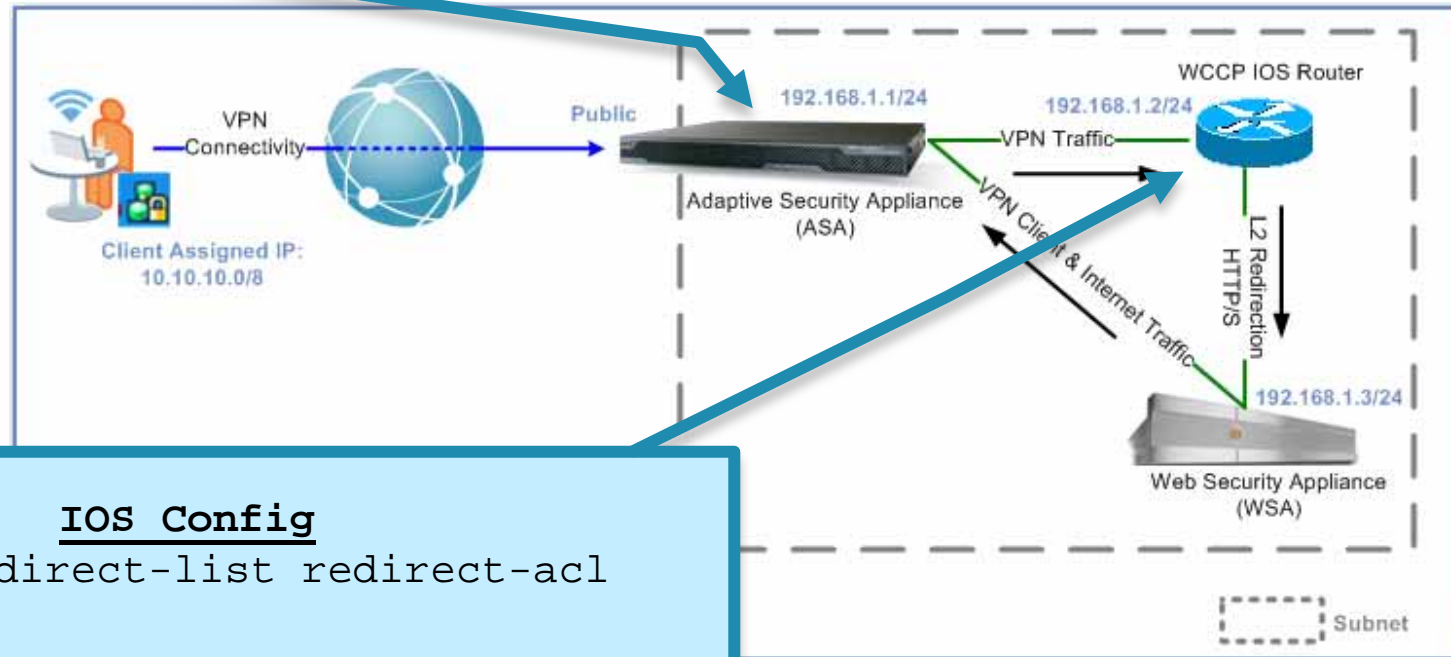 WCCP IOS Router
192.168.1.1/24
192.168.1.2/24
Public
VPN
Connectivity
VPN Traffic
Adaptive Security Appliance
(ASA)
VPN Client & Internet Traffic
L2 Redirection
HTTP/S
Client Assigned IP:
10.10.10.0/8
192.168.1.3/24
Web Security Appliance
(WSA)
IOS Config
direct-list redirect-acl
Subnet